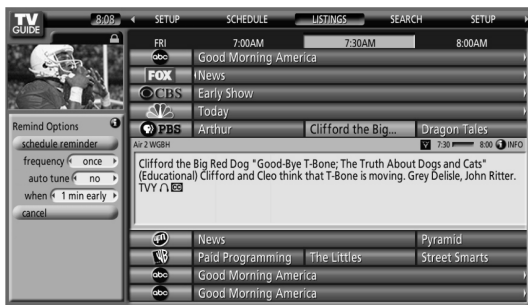 TV GUIDE 8:08 SETUP SCHEDULE LISTINGS SEARCH SETUP
FRI 7:00AM 7:30AM 8:00AM
abc Good Morning America
FOX News
CBS Early Show
Today
PBS Arthur Clifford the Big... Dragon Tales
Remind Options
schedule reminder
frequency once
auto tune no
when 1 min early
cancel
Air 2 WGBH 7:30 8:00 INFO
Clifford the Big Red Dog "Good-Bye T-Bone; The Truth About Dogs and Cats"
(Educational) Clifford and Cleo think that T-Bone is moving. Grey Delisle, John Ritter.
TVY CC
upn News Pyramid
WB Paid Programming The Littles Street Smarts
abc Good Morning America
abc Good Morning America